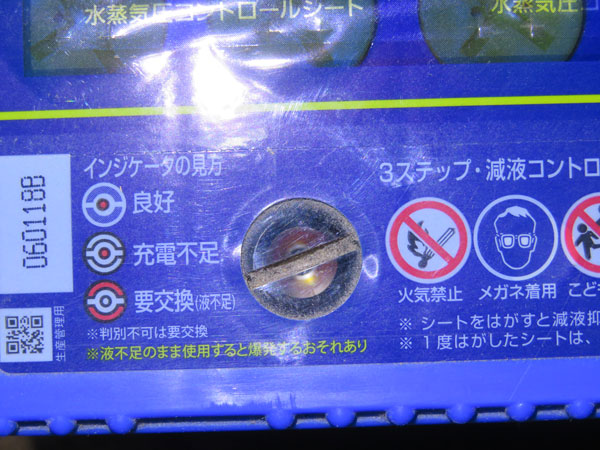 水蒸気圧コントロールシート
水蒸気圧コ
インジケータの見方
3ステップ・減液コントロ
良好
充電不足
要交換(液不足)
※判別不可は要交換
※液不足のまま使用すると爆発するおそれあり
060118B
生産管理用
火気禁止
メガネ着用
こど
※ シートをはがすと減液抑
※ 1度はがしたシートは、